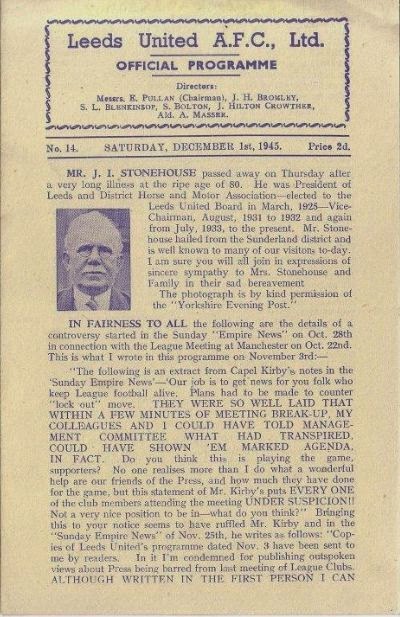 Leeds United A.F.C., Ltd.
OFFICIAL PROGRAMME
Directors:
Messrs. E. PULLAN (Chairman), J. H. BROMLEY,
S. L. BLENKINSOP, S. BOLTON, J. HILTON CROWTHER,
Ald. A. MASSER.
No. 14. SATURDAY, DECEMBER 1st, 1945. Price 2d.
MR. J. I. STONEHOUSE passed away on Thursday after
a very long illness at the ripe age of 80. He was President of
Leeds and District Horse and Motor Association—elected to the
Leeds United Board in March, 1925—Vice-
Chairman, August, 1931 to 1932 and again
from July, 1933, to the present. Mr. Stone-
house hailed from the Sunderland district and
is well known to many of our visitors to-day.
I am sure you will all join in expressions of
sincere sympathy to Mrs. Stonehouse and
Family in their sad bereavement
The photograph is by kind permission of
the "Yorkshire Evening Post."
IN FAIRNESS TO ALL the following are the details of a
controversy started in the Sunday "Empire News" on Oct. 28th
in connection with the League Meeting at Manchester on Oct. 22nd.
This is what I wrote in this programme on November 3rd:—
"The following is an extract from Capel Kirby's notes in the
'Sunday Empire News'—'Our job is to get news for you folk who
keep League football alive. Plans had to be made to counter
"lock out" move. THEY WERE SO WELL LAID THAT
WITHIN A FEW MINUTES OF MEETING BREAK-UP, MY
COLLEAGUES AND I COULD HAVE TOLD MANAGE-
MENT COMMITTEE WHAT HAD TRANSPIRED,
COULD HAVE SHOWN 'EM MARKED AGENDA,
IN FACT. Do you think this is playing the game,
supporters? No one realises more than I do what a wonderful
help are our friends of the Press, and how much they have done
for the game, but this statement of Mr. Kirby's puts EVERY ONE
of the club members attending the meeting UNDER SUSPICION!!
Not a very nice position to be in—what do you think?" Bringing
this to your notice seems to have ruffled Mr. Kirby and in the
"Sunday Empire News" of Nov. 25th, he writes as follows: "Cop-
ies of Leeds United's programme dated Nov. 3 have been sent to
me by readers. In it I'm condemned for publishing outspoken
views about Press being barred from last meeting of League Clubs.
ALTHOUGH WRITTEN IN THE FIRST PERSON I CAN